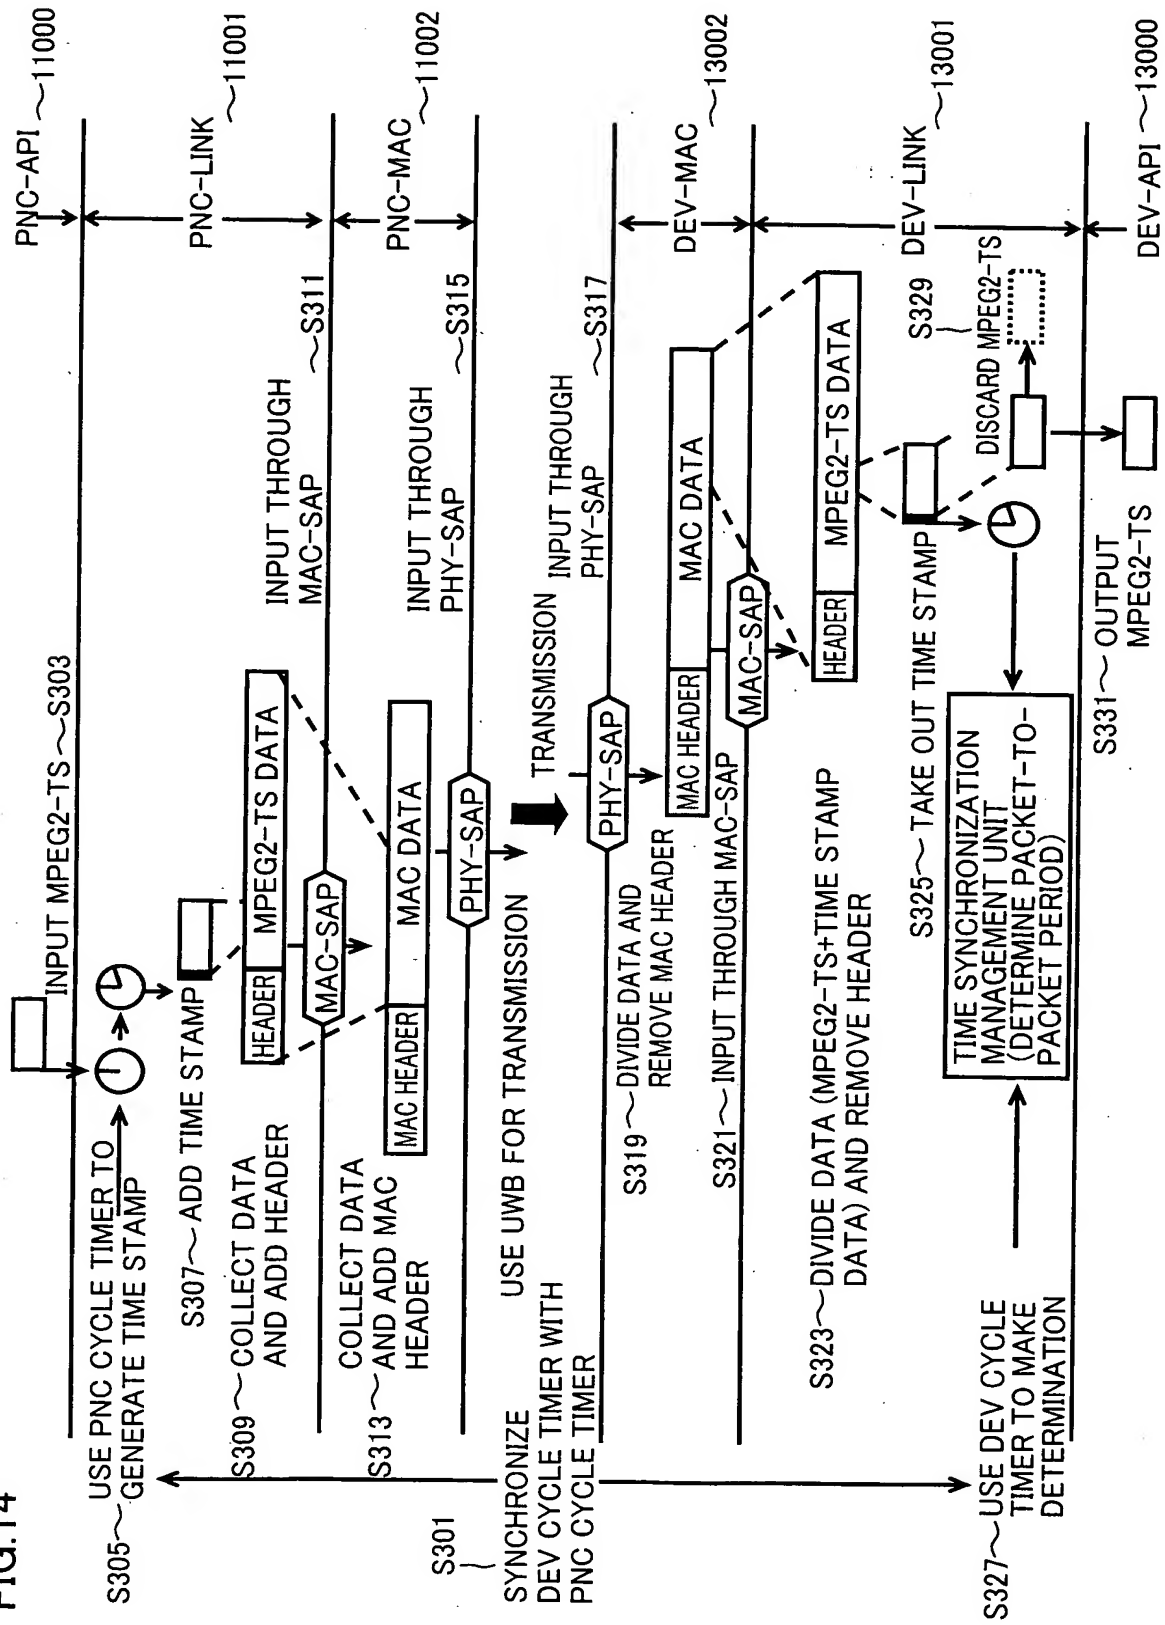 FIG.14
PNC-API
11000
INPUT MPEG2-TS
S303
USE PNC CYCLE TIMER TO
GENERATE TIME STAMP
S305
S307
ADD TIME STAMP
PNC-LINK
11001
S309
COLLECT DATA
AND ADD HEADER
HEADER
MPEG2-TS DATA
INPUT THROUGH
MAC-SAP
S311
MAC-SAP
PNC-MAC
11002
S313
COLLECT DATA
AND ADD MAC
HEADER
MAC HEADER
MAC DATA
INPUT THROUGH
PHY-SAP
S315
PHY-SAP
S301
SYNCHRONIZE
DEV CYCLE TIMER WITH
PNC CYCLE TIMER
USE UWB FOR TRANSMISSION
TRANSMISSION
INPUT THROUGH
PHY-SAP
S317
PHY-SAP
S319
DIVIDE DATA AND
REMOVE MAC HEADER
MAC HEADER
MAC DATA
DEV-MAC
13002
S321
INPUT THROUGH MAC-SAP
MAC-SAP
S323
DIVIDE DATA (MPEG2-TS+TIME STAMP
DATA) AND REMOVE HEADER
HEADER
MPEG2-TS DATA
DEV-LINK
13001
S325
TAKE OUT TIME STAMP
S329
DISCARD MPEG2-TS
TIME SYNCHRONIZATION
MANAGEMENT UNIT
(DETERMINE PACKET-TO-
PACKET PERIOD)
S327
USE DEV CYCLE
TIMER TO MAKE
DETERMINATION
S331
OUTPUT
MPEG2-TS
DEV-API
13000